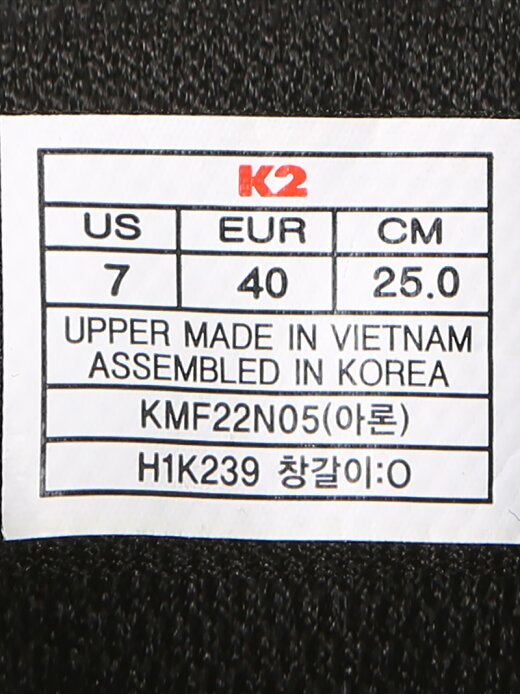 K2
US EUR CM
7 40 25.0
UPPER MADE IN VIETNAM
ASSEMBLED IN KOREA
KMF22N05(아론)
H1K239 창갈이:O